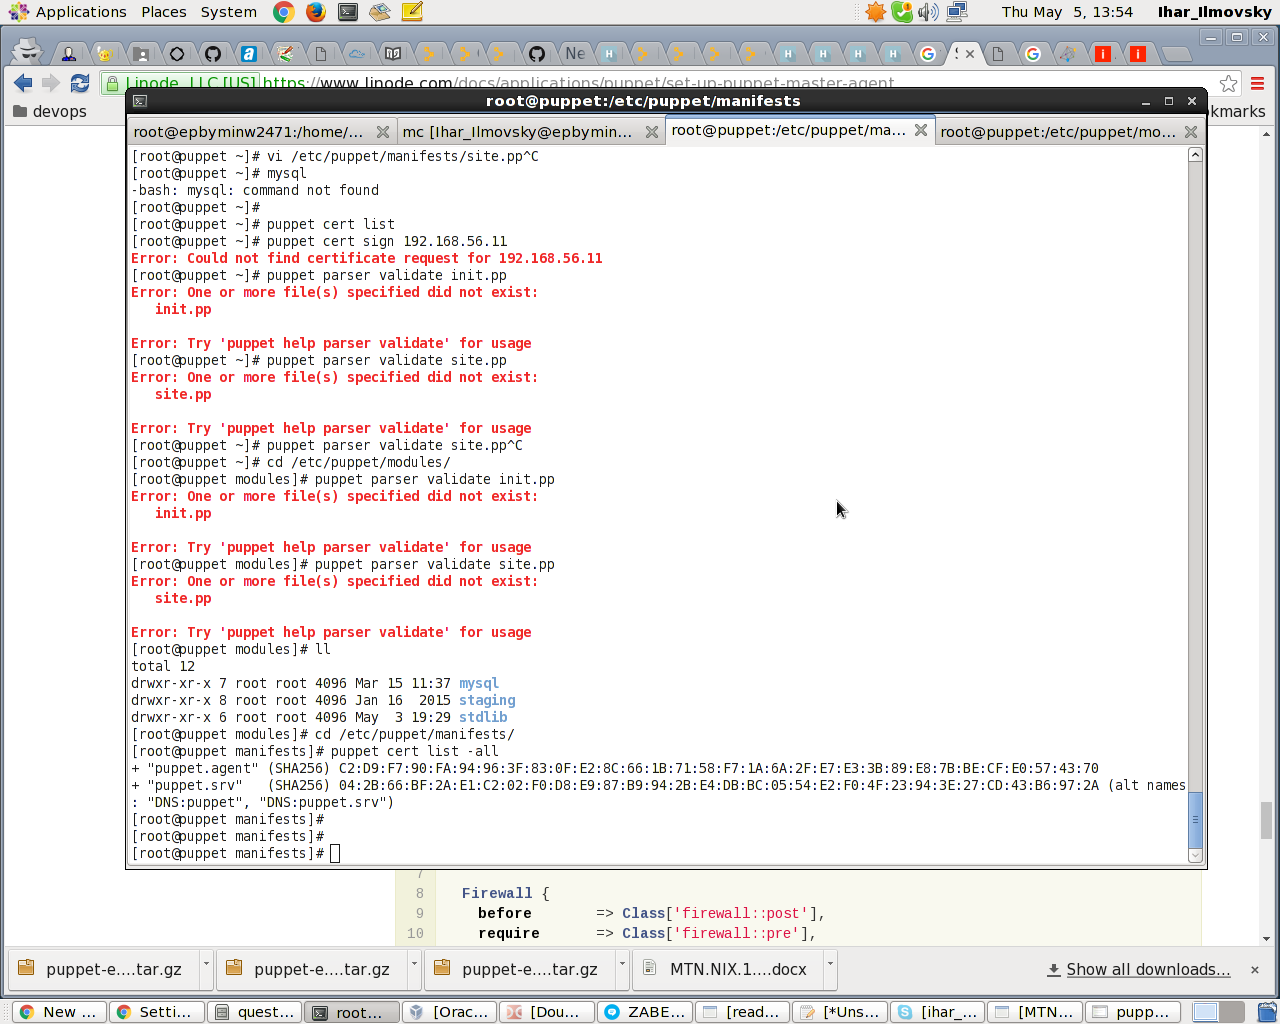 Applications Places System
Thu May 5, 13:54 Ihar_Ilmovsky
Ne
Linode, LLC [US] https://www.linode.com/docs/applications/puppet/set-up-puppet-master-agent
devops
kmarks
root@puppet:/etc/puppet/manifests
root@epbyminw2471:/home/... mc [Ihar_Ilmovsky@epbymin... root@puppet:/etc/puppet/ma... root@puppet:/etc/puppet/mo...
[root@puppet ~]# vi /etc/puppet/manifests/site.pp^C
[root@puppet ~]# mysql
-bash: mysql: command not found
[root@puppet ~]#
[root@puppet ~]# puppet cert list
[root@puppet ~]# puppet cert sign 192.168.56.11
Error: Could not find certificate request for 192.168.56.11
[root@puppet ~]# puppet parser validate init.pp
Error: One or more file(s) specified did not exist:
init.pp
Error: Try 'puppet help parser validate' for usage
[root@puppet ~]# puppet parser validate site.pp
Error: One or more file(s) specified did not exist:
site.pp
Error: Try 'puppet help parser validate' for usage
[root@puppet ~]# puppet parser validate site.pp^C
[root@puppet ~]# cd /etc/puppet/modules/
[root@puppet modules]# puppet parser validate init.pp
Error: One or more file(s) specified did not exist:
init.pp
Error: Try 'puppet help parser validate' for usage
[root@puppet modules]# puppet parser validate site.pp
Error: One or more file(s) specified did not exist:
site.pp
Error: Try 'puppet help parser validate' for usage
[root@puppet modules]# ll
total 12
drwxr-xr-x 7 root root 4096 Mar 15 11:37 mysql
drwxr-xr-x 8 root root 4096 Jan 16  2015 staging
drwxr-xr-x 6 root root 4096 May  3 19:29 stdlib
[root@puppet modules]# cd /etc/puppet/manifests/
[root@puppet manifests]# puppet cert list -all
+ "puppet.agent" (SHA256) C2:D9:F7:90:FA:94:96:3F:83:0F:E2:8C:66:1B:71:58:F7:1A:6A:2F:E7:E3:3B:89:E8:7B:BE:CF:E0:57:43:70
+ "puppet.srv"   (SHA256) 04:2B:66:BF:2A:E1:C2:02:F0:D8:E9:87:B9:94:2B:E4:DB:BC:05:54:E2:F0:4F:23:94:3E:27:CD:43:B6:97:2A (alt names
: "DNS:puppet", "DNS:puppet.srv")
[root@puppet manifests]#
[root@puppet manifests]#
[root@puppet manifests]#
7
8 Firewall {
9 before => Class['firewall::post'],
10 require => Class['firewall::pre'],
puppet-e....tar.gz puppet-e....tar.gz puppet-e....tar.gz MTN.NIX.1....docx Show all downloads...
New ... Setti... quest... root... [Orac... [Dou... ZABE... [read... [*Uns... [ihar_... [MTN... pupp...